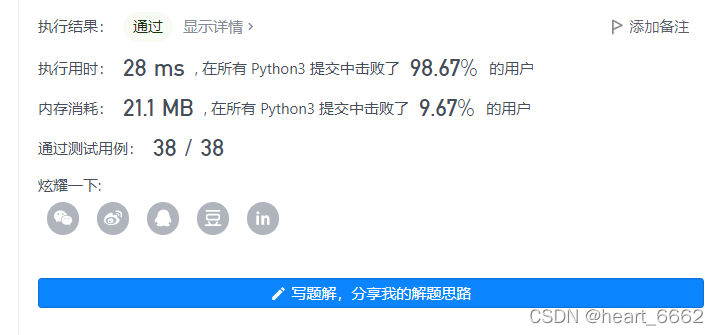 执行结果： 通过 显示详情 > 添加备注
执行用时： 28 ms , 在所有 Python3 提交中击败了 98.67% 的用户
内存消耗： 21.1 MB , 在所有 Python3 提交中击败了 9.67% 的用户
通过测试用例： 38 / 38
炫耀一下:
豆 in
写题解，分享我的解题思路
CSDN @heart_6662